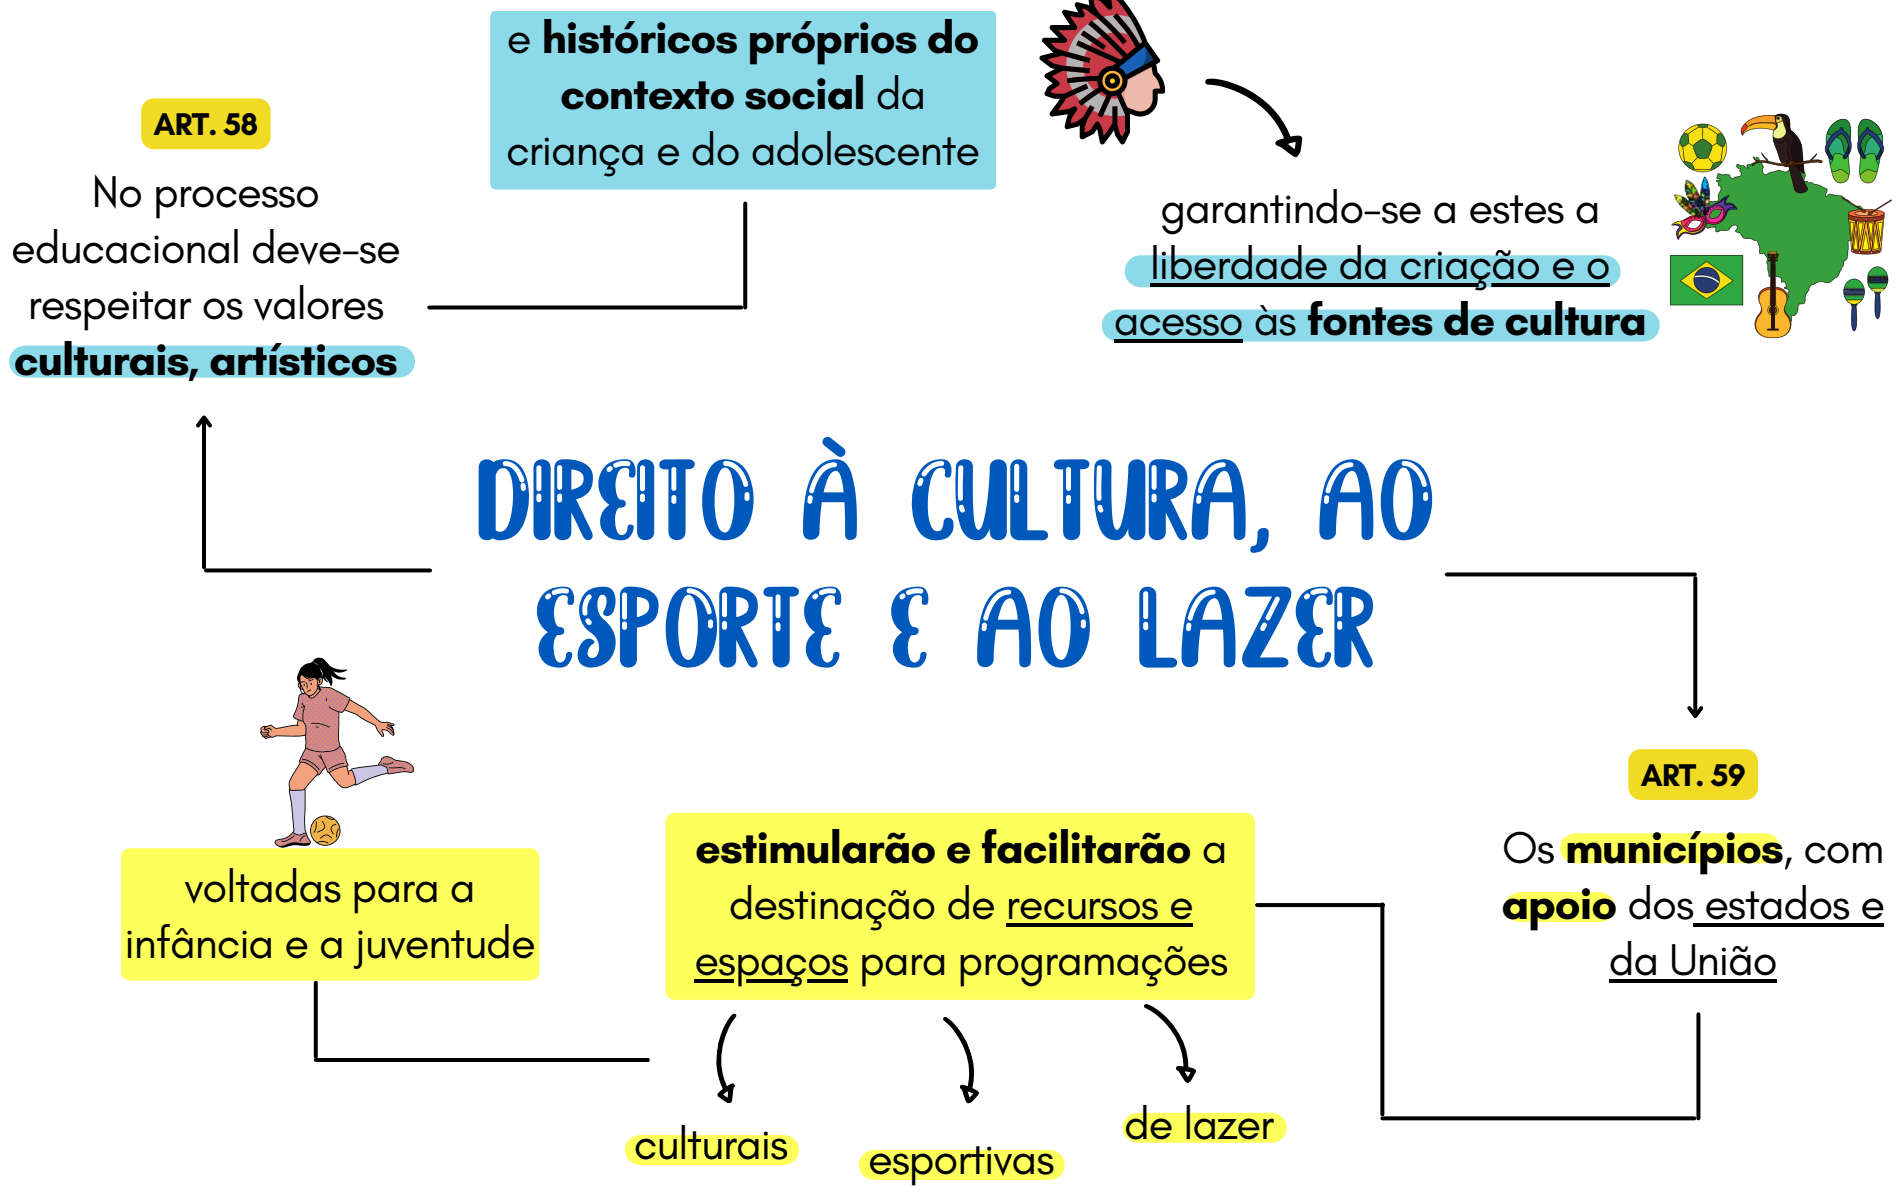 ART. 58
No processo
educacional deve-se
respeitar os valores
culturais, artísticos
e históricos próprios do
contexto social da
criança e do adolescente
garantindo-se a estes a
liberdade da criação e o
acesso às fontes de cultura
DIREITO À CULTURA, AO
ESPORTE E AO LAZER
ART. 59
Os municípios, com
apoio dos estados e
da União
estimularão e facilitarão a
destinação de recursos e
espaços para programações
culturais
esportivas
de lazer
voltadas para a
infância e a juventude